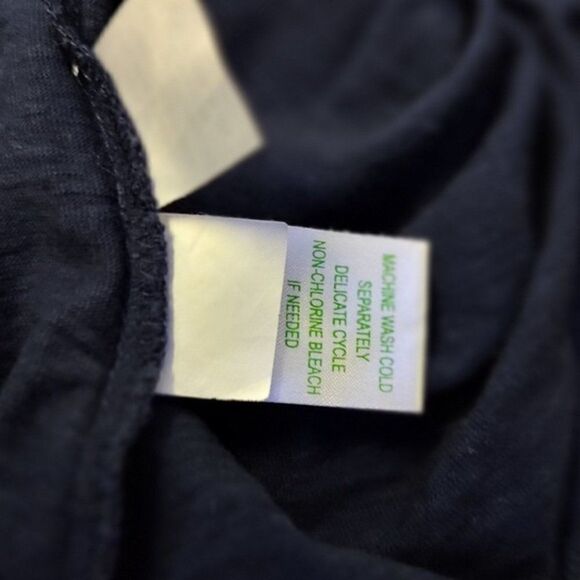 MACHINE WASH COLD
SEPARATELY
DELICATE CYCLE
NON-CHLORINE BLEACH
IF NEEDED